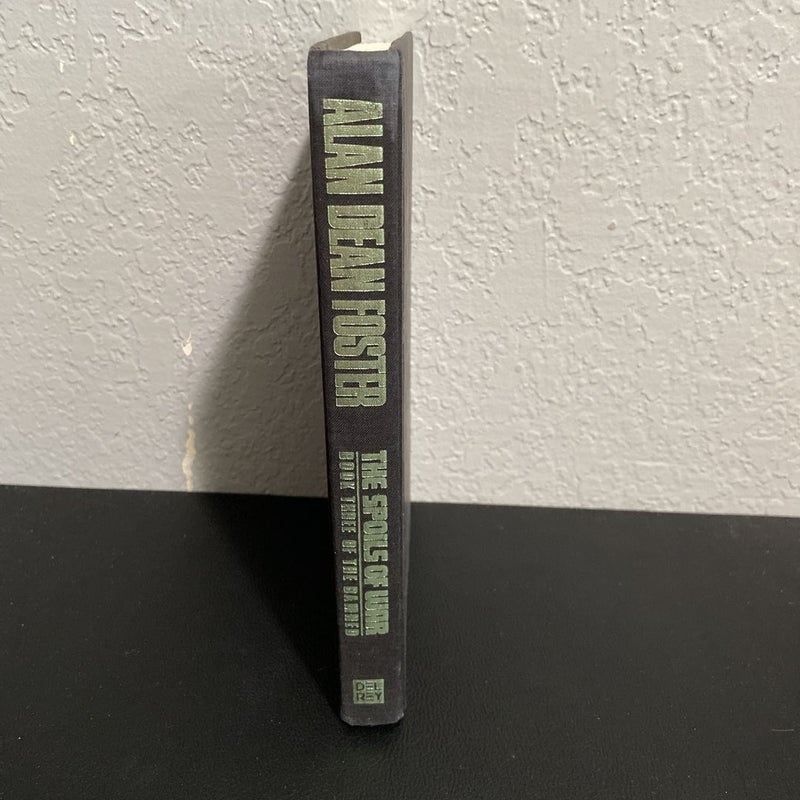 ALAN DEAN FOSTER
THE SPOILS OF WAR
BOOK THREE OF THE DAMNED
DEL
REY